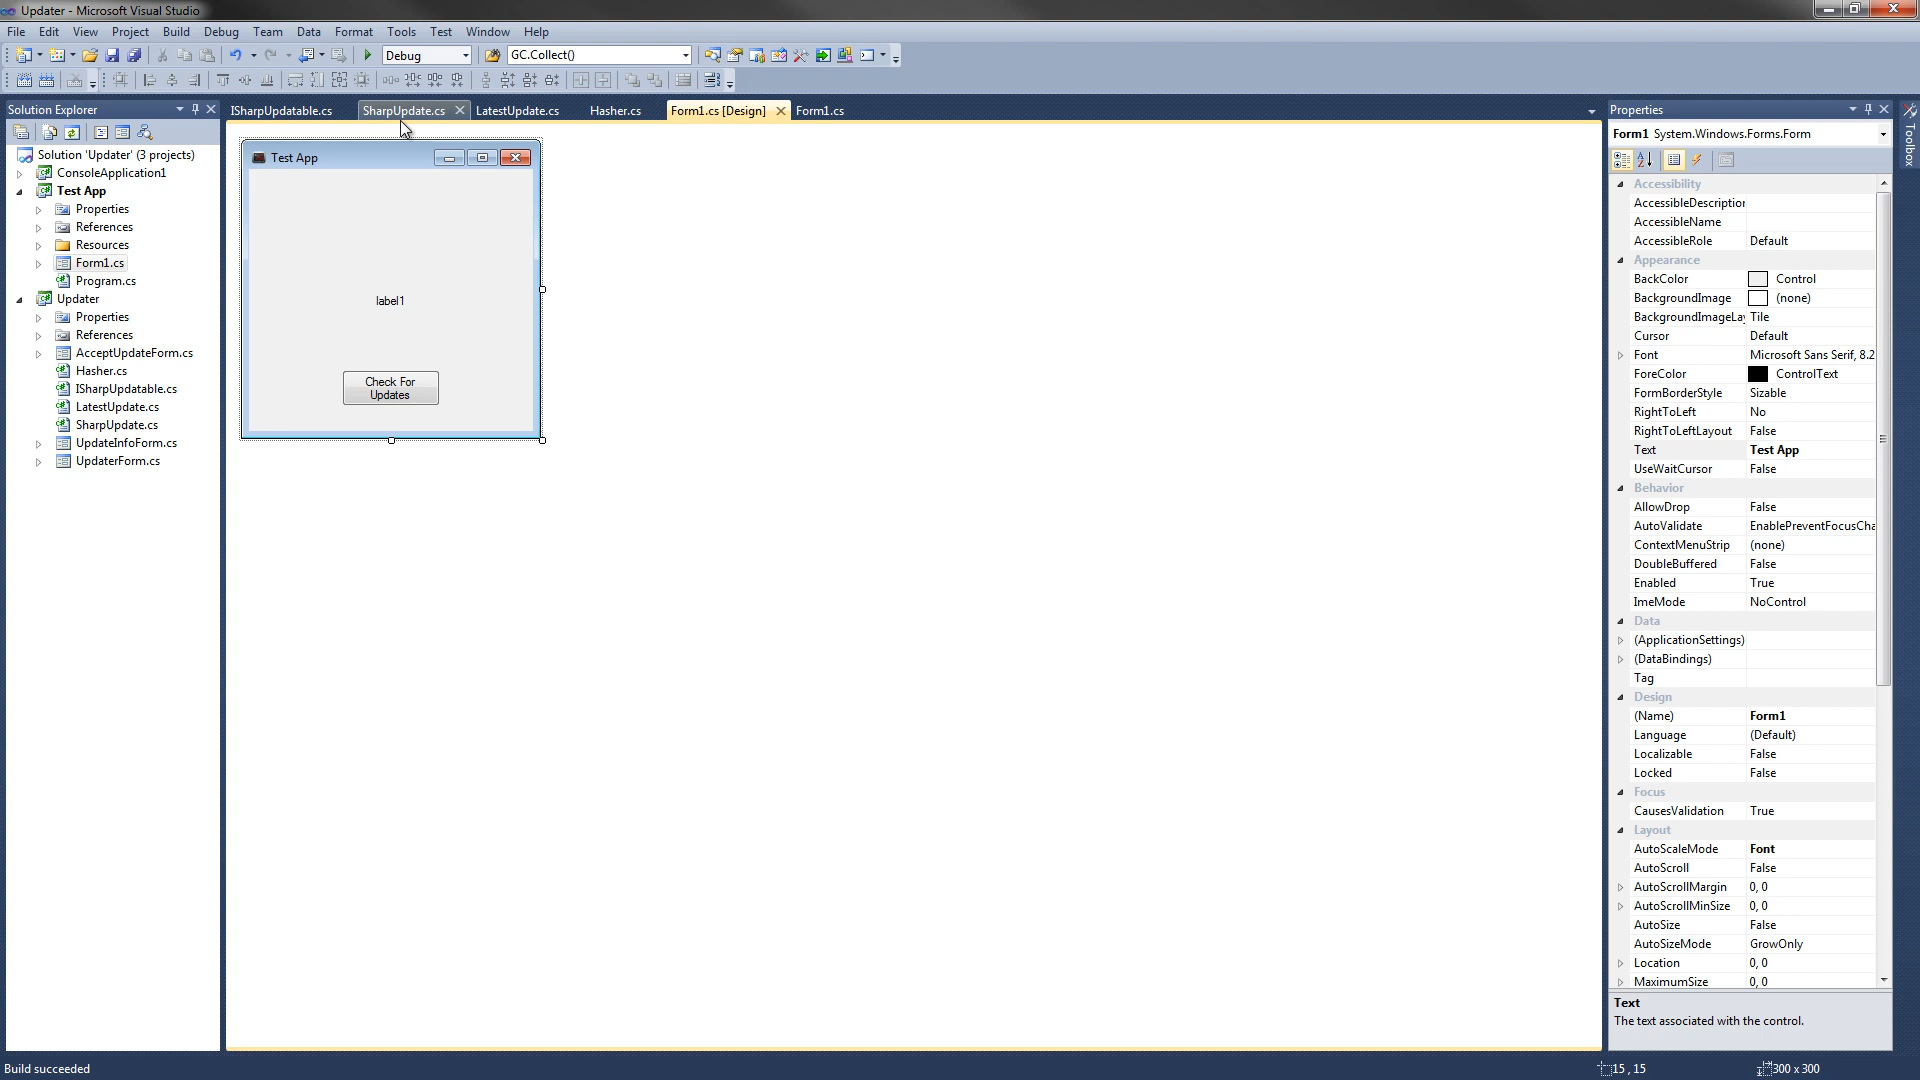 Updater - Microsoft Visual Studio
File Edit View Project Build Debug Team Data Format Tools Test Window Help
Debug GC.Collect()
Solution Explorer
Solution 'Updater' (3 projects)
ConsoleApplication1
Test App
Properties
References
Resources
Form1.cs
Program.cs
Updater
Properties
References
AcceptUpdateForm.cs
Hasher.cs
ISharpUpdatable.cs
LatestUpdate.cs
SharpUpdate.cs
UpdateInfoForm.cs
UpdaterForm.cs
ISharpUpdatable.cs SharpUpdate.cs LatestUpdate.cs Hasher.cs Form1.cs [Design] Form1.cs
Test App
label1
Check For
Updates
Properties
Form1 System.Windows.Forms.Form
Accessibility
AccessibleDescription
AccessibleName
AccessibleRole Default
Appearance
BackColor Control
BackgroundImage (none)
BackgroundImageLay Tile
Cursor Default
Font Microsoft Sans Serif, 8.2
ForeColor ControlText
FormBorderStyle Sizable
RightToLeft No
RightToLeftLayout False
Text Test App
UseWaitCursor False
Behavior
AllowDrop False
AutoValidate EnablePreventFocusCha
ContextMenuStrip (none)
DoubleBuffered False
Enabled True
ImeMode NoControl
Data
(ApplicationSettings)
(DataBindings)
Tag
Design
(Name) Form1
Language (Default)
Localizable False
Locked False
Focus
CausesValidation True
Layout
AutoScaleMode Font
AutoScroll False
AutoScrollMargin 0, 0
AutoScrollMinSize 0, 0
AutoSize False
AutoSizeMode GrowOnly
Location 0, 0
MaximumSize 0, 0
Text
The text associated with the control.
Toolbox
Build succeeded
15 , 15
300 x 300